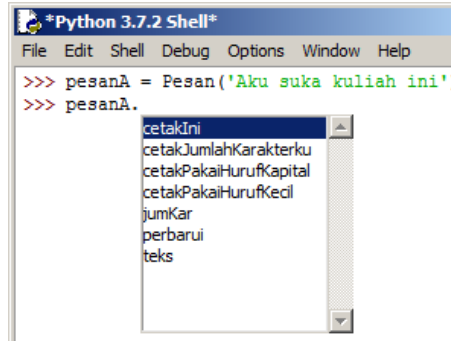 *Python 3.7.2 Shell*
File Edit Shell Debug Options Window Help
>>> pesanA = Pesan('Aku suka kuliah ini'
>>> pesanA.
cetakIni
cetakJumlahKarakterku
cetakPakaiHurufKapital
cetakPakaiHurufKecil
jumKar
perbarui
teks